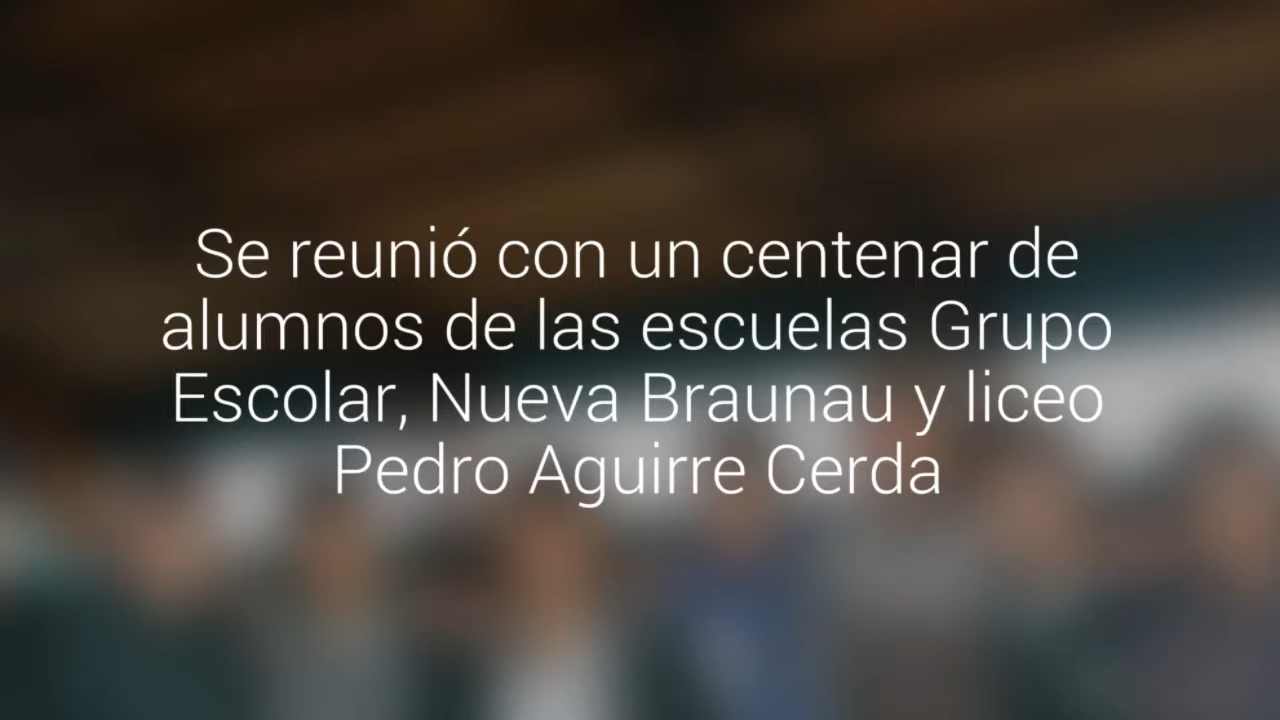 Se reunió con un centenar de
alumnos de las escuelas Grupo
Escolar, Nueva Braunau y liceo
Pedro Aguirre Cerda